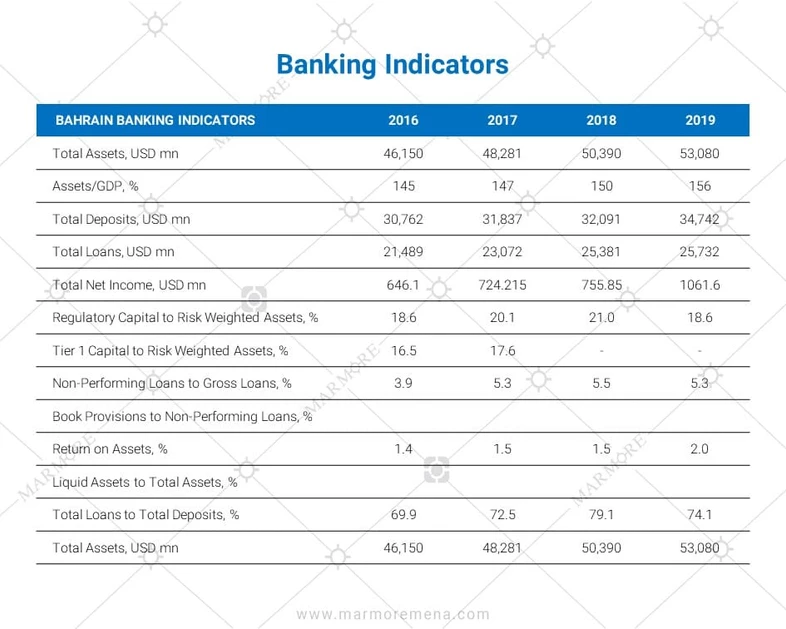 Banking Indicators
BAHRAIN BANKING INDICATORS 2016 2017 2018 2019
Total Assets, USD mn 46,150 48,281 50,390 53,080
Assets/GDP, % 145 147 150 156
Total Deposits, USD mn 30,762 31,837 32,091 34,742
Total Loans, USD mn 21,489 23,072 25,381 25,732
Total Net Income, USD mn 646.1 724.215 755.85 1061.6
Regulatory Capital to Risk Weighted Assets, % 18.6 20.1 21.0 18.6
Tier 1 Capital to Risk Weighted Assets, % 16.5 17.6 - -
Non-Performing Loans to Gross Loans, % 3.9 5.3 5.5 5.3
Book Provisions to Non-Performing Loans, %
Return on Assets, % 1.4 1.5 1.5 2.0
Liquid Assets to Total Assets, %
Total Loans to Total Deposits, % 69.9 72.5 79.1 74.1
Total Assets, USD mn 46,150 48,281 50,390 53,080
www.marmoremena.com
MARMORE
MARMORE
MARMORE
MARMORE